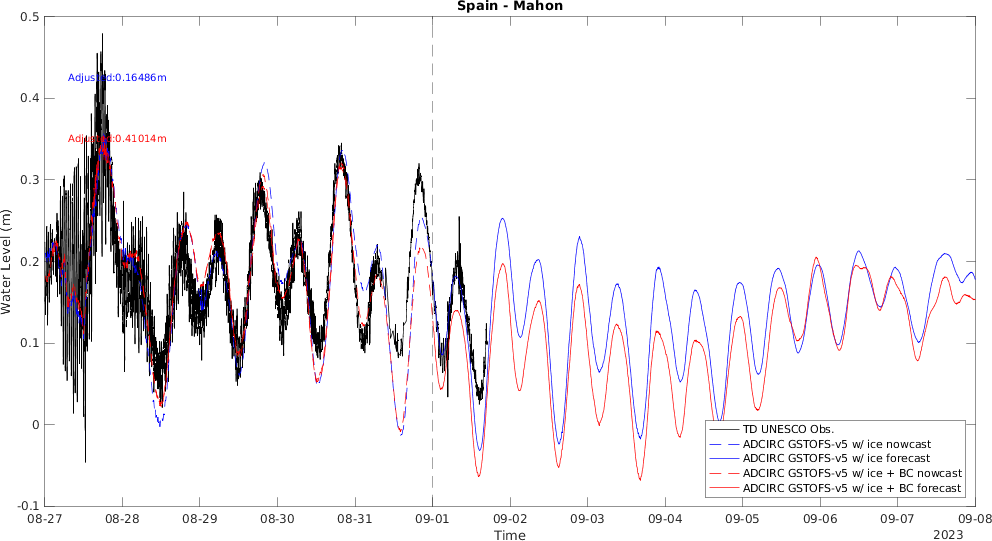 Spain - Mahon
0.5
0.4
0.3
0.2
0.1
0
-0.1
Water Level (m)
Adjusted:0.16486m
Adjusted:0.41014m
TD UNESCO Obs.
ADCIRC GSTOFS-v5 w/ ice nowcast
ADCIRC GSTOFS-v5 w/ ice forecast
ADCIRC GSTOFS-v5 w/ ice + BC nowcast
ADCIRC GSTOFS-v5 w/ ice + BC forecast
08-27 08-28 08-29 08-30 08-31 09-01 09-02 09-03 09-04 09-05 09-06 09-07 09-08
Time
2023